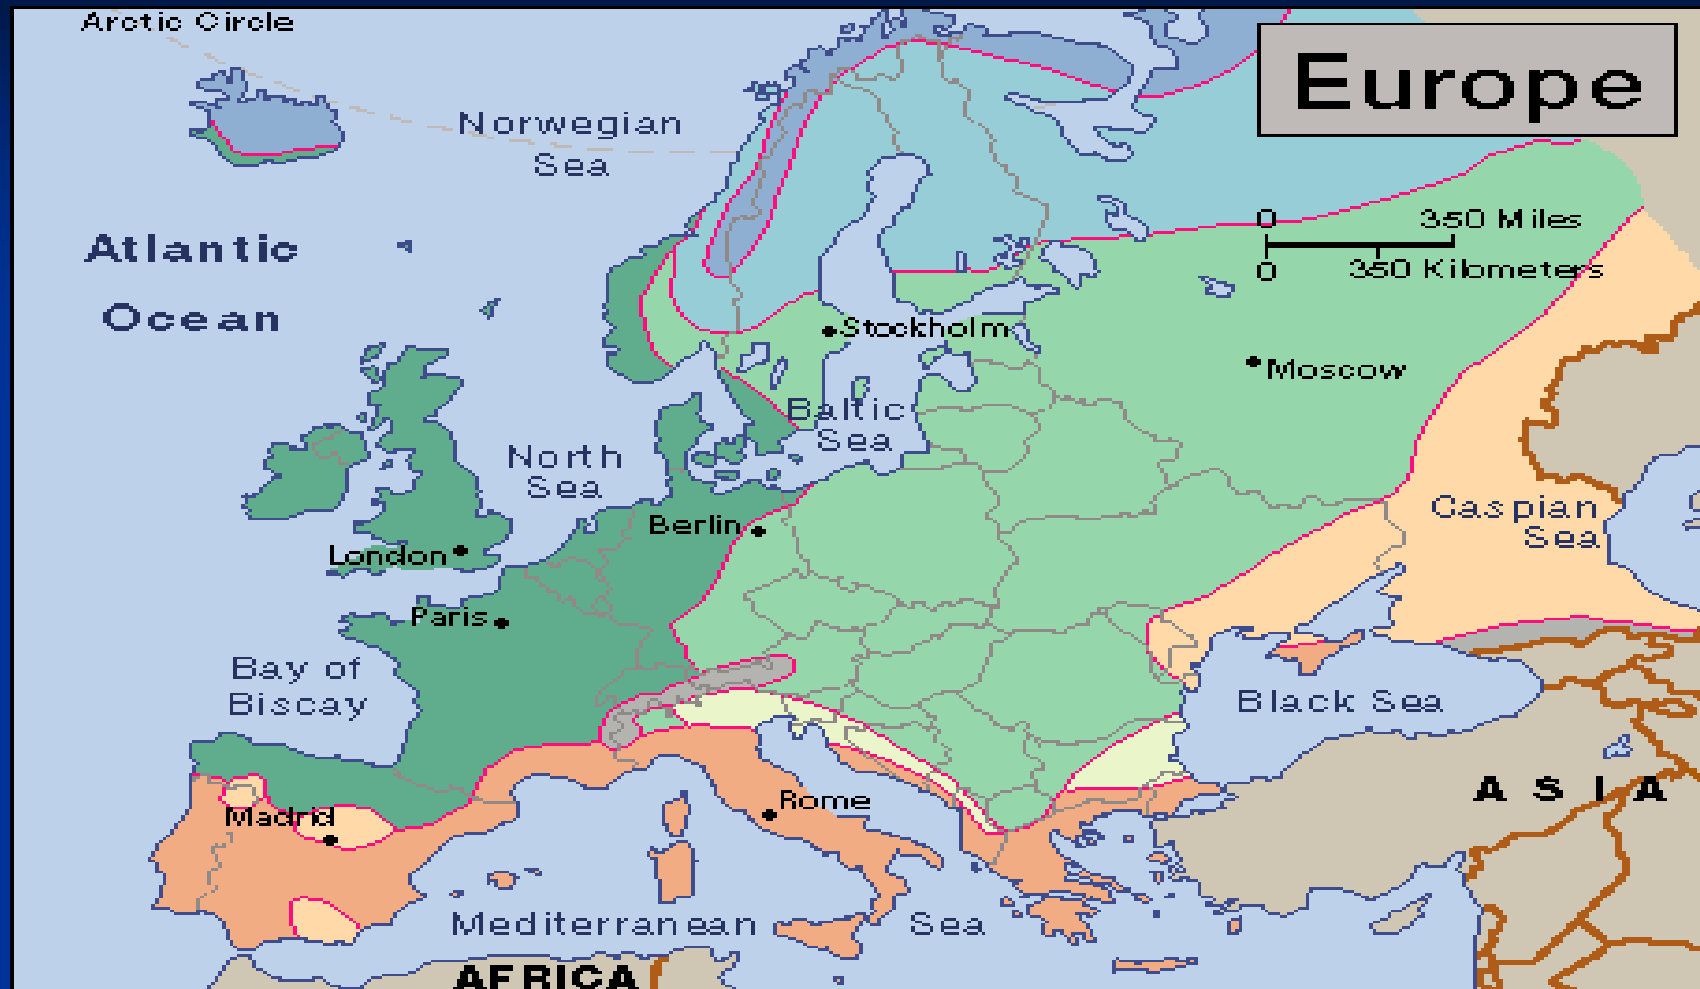 Arctic Circle
Europe
Norwegian
Sea
Atlantic
Ocean
0
350 Miles
0
350 Kilometers
Stockholm
Moscow
Baltic
Sea
North
Sea
Berlin
London
Paris
Caspian
Sea
Bay of
Biscay
Black Sea
ASIA
Madrid
Rome
Mediterranean
Sea
AFRICA